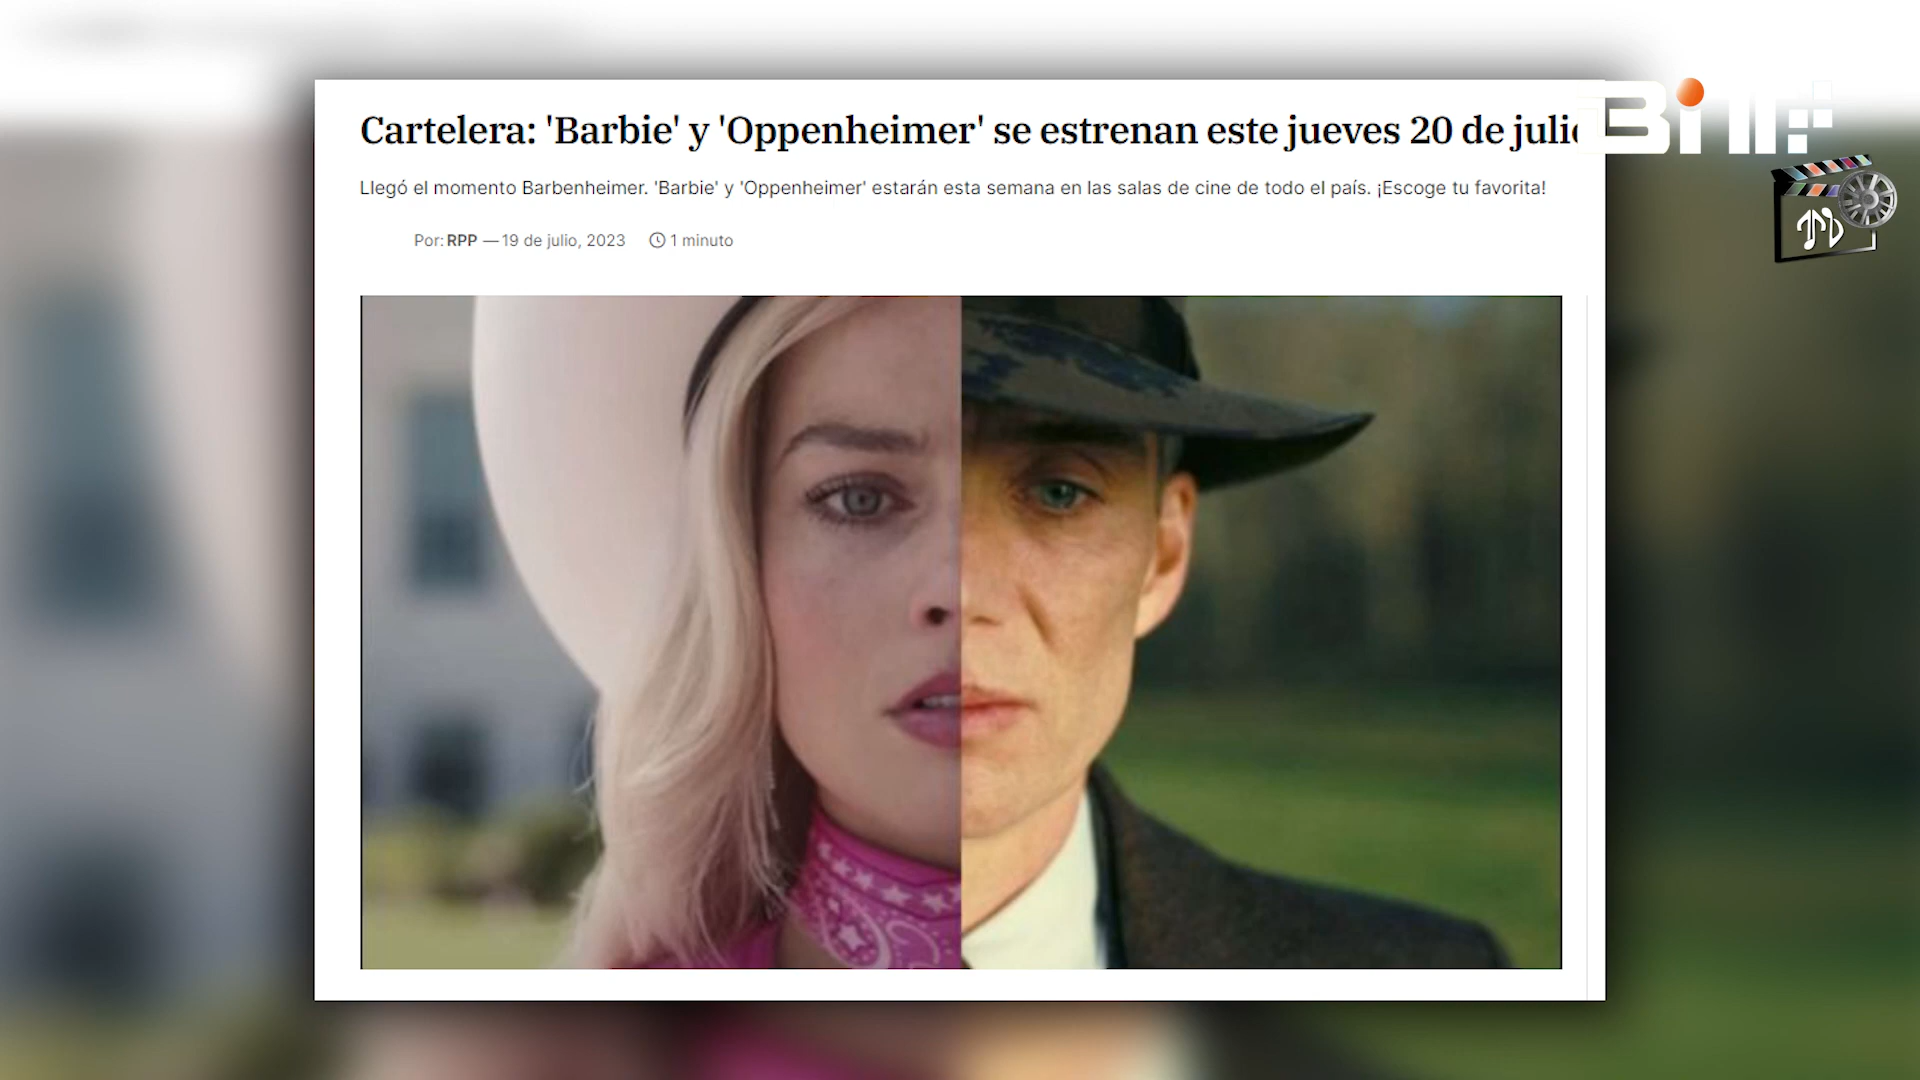 Cartelera: 'Barbie' y 'Oppenheimer' se estrenan este jueves 20 de julio
Llegó el momento Barbenheimer. 'Barbie' y 'Oppenheimer' estarán esta semana en las salas de cine de todo el país. ¡Escoge tu favorita!
Por: RPP — 19 de julio, 2023 1 minuto